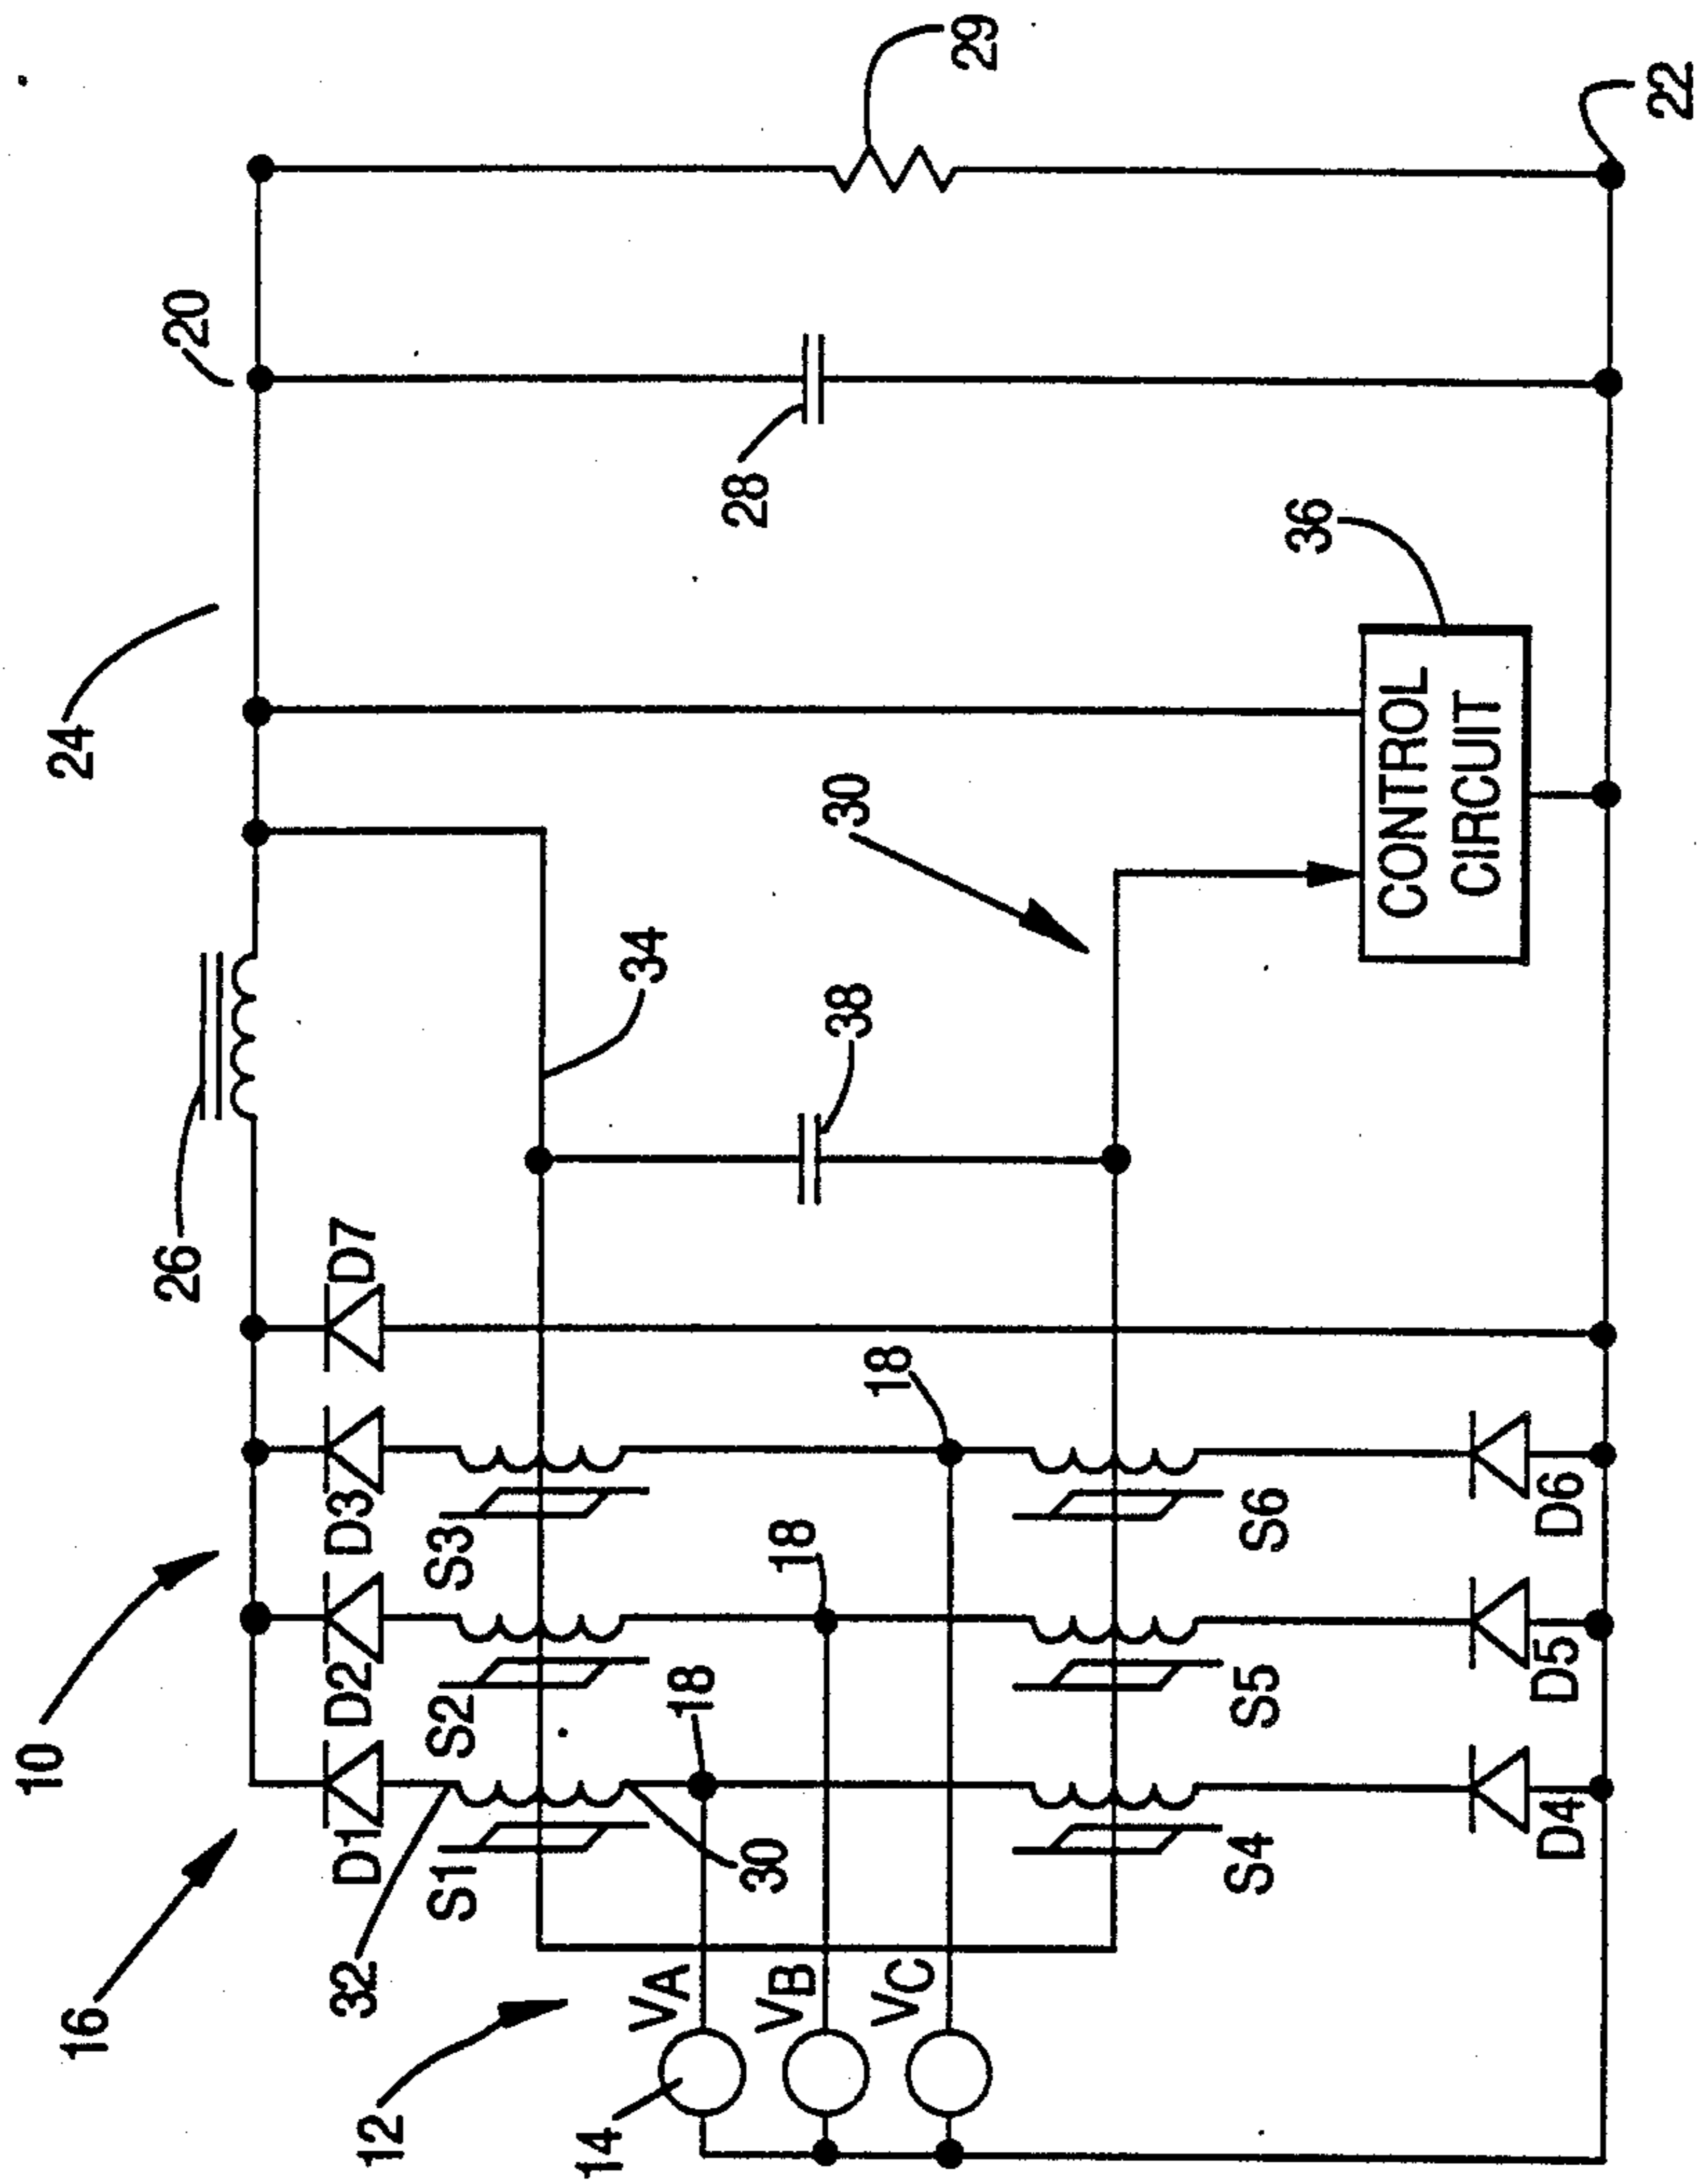 10
16
12
14
VA
VB
VC
32
30
18
18
18
D1
D2
D3
D7
S1
S2
S3
S4
S5
S6
D4
D5
D6
26
34
38
30
24
20
28
29
22
36
CONTROL
CIRCUIT